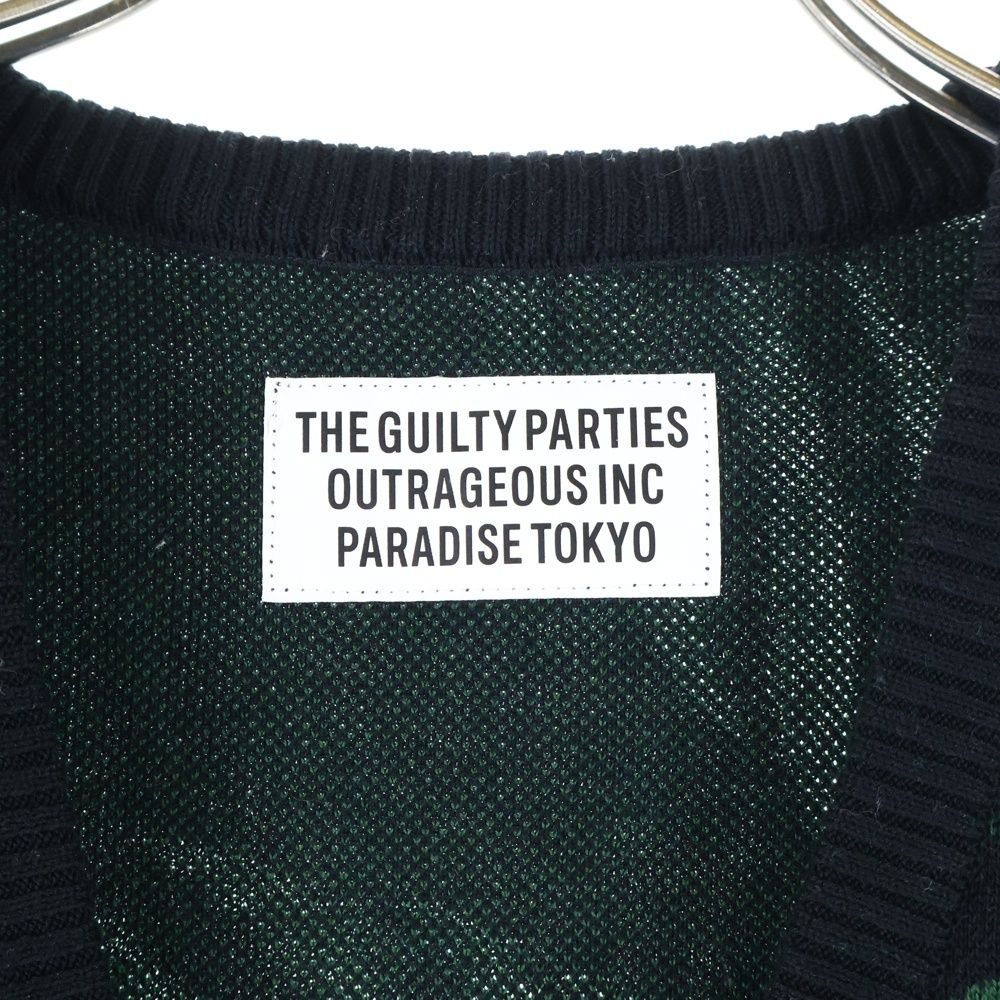 THE GUILTY PARTIES
OUTRAGEOUS INC
PARADISE TOKYO